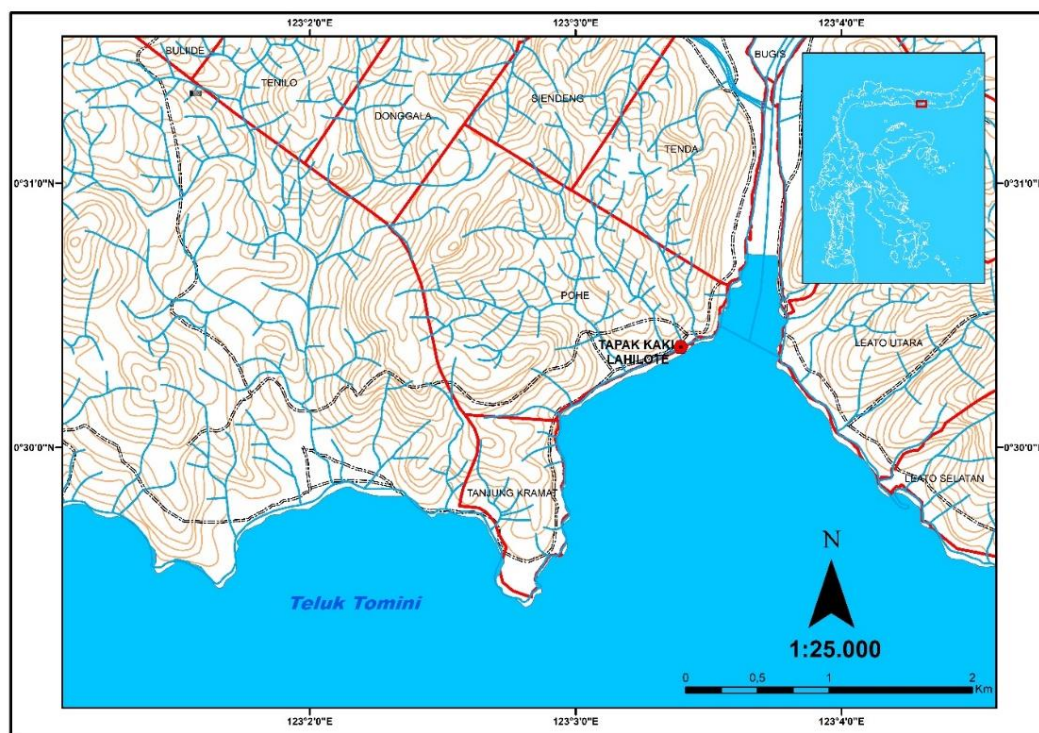 123°2'0"E
123°3'0"E
123°4'0"E
BULIIDE
BUGIS
TENILO
DONGGALA
SIENDENG
TENDA
0°31'0"N
0°31'0"N
POHE
TAPAK KAKI
LAHILOTE
LEATO UTARA
0°30'0"N
0°30'0"N
TANJUNG KRAMAT
LEATO SELATAN
N
Teluk Tomini
1:25.000
0
0,5
1
2
Km
123°2'0"E
123°3'0"E
123°4'0"E